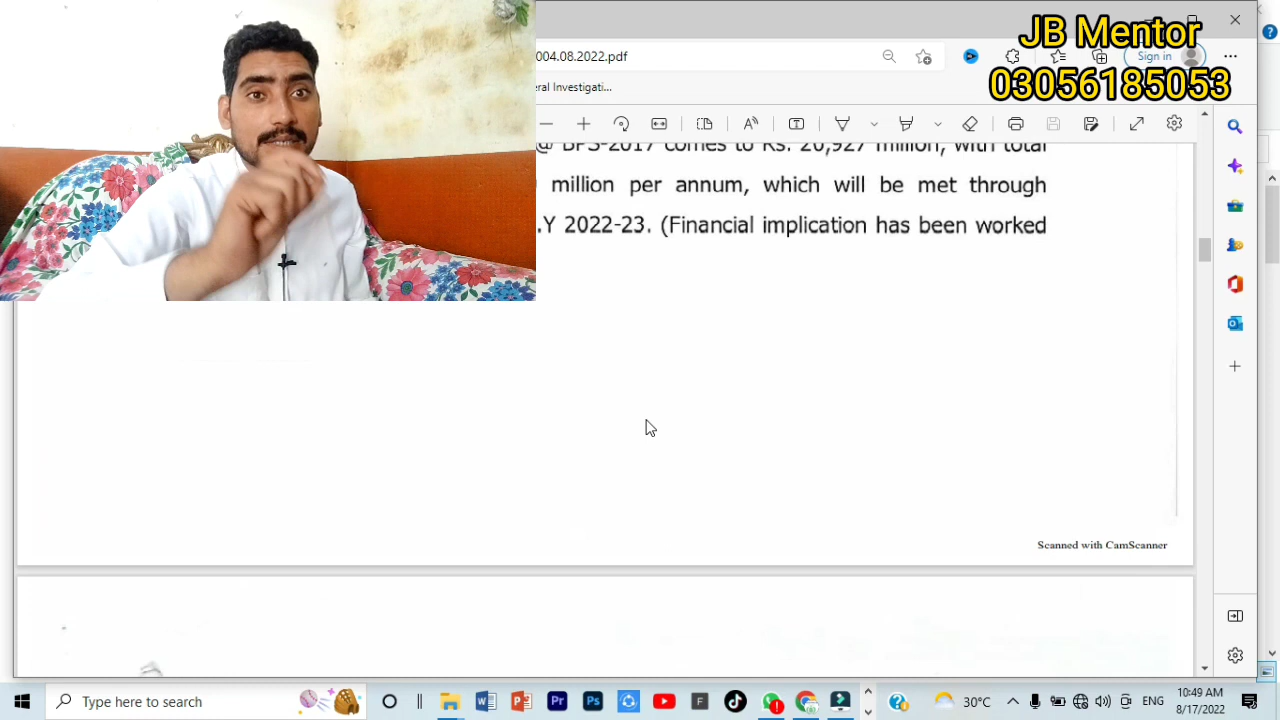 JB Mentor
03056185053
004.08.2022.pdf
Sign in
eral Investigati...
@ BPS-2017 comes to Rs. 20,927 million, with total
million per annum, which will be met through
.Y 2022-23. (Financial implication has been worked
Scanned with CamScanner
Type here to search
30°C
ENG
10:49 AM
8/17/2022